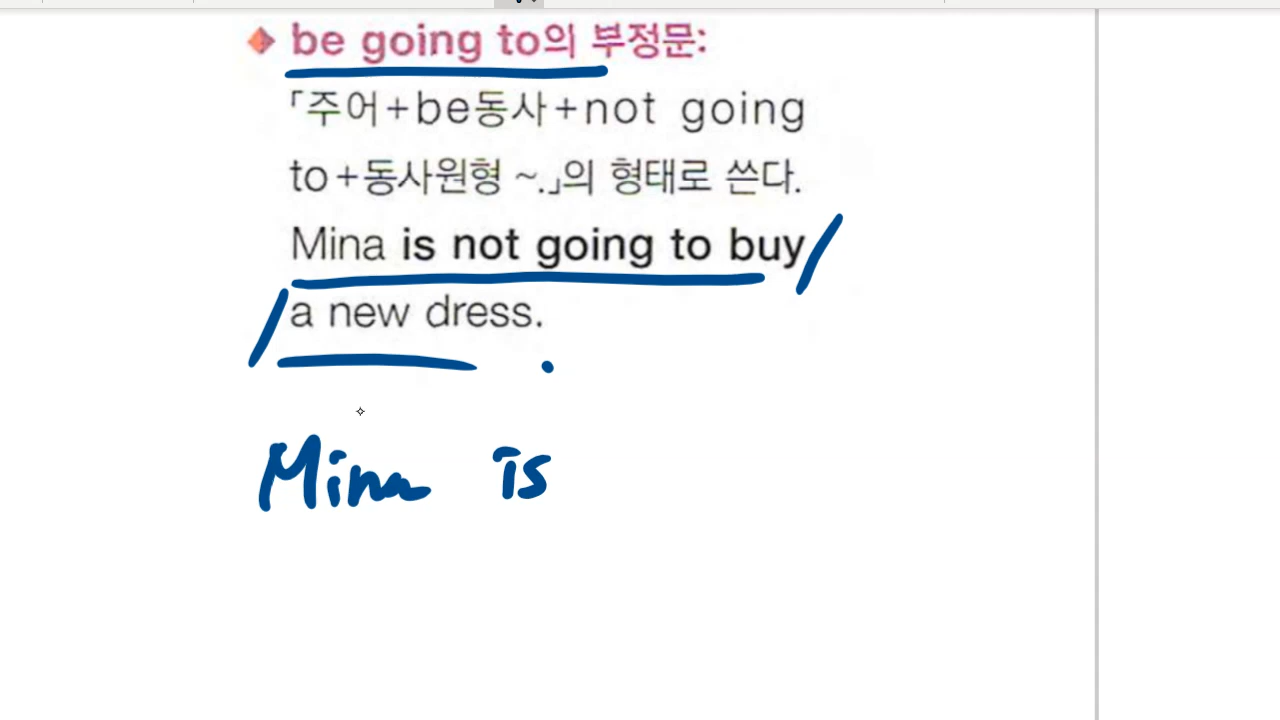 be going to의 부정문:
「주어+be동사+not going
to+동사원형 ~.」의 형태로 쓴다.
Mina is not going to buy
a new dress.
Mina is